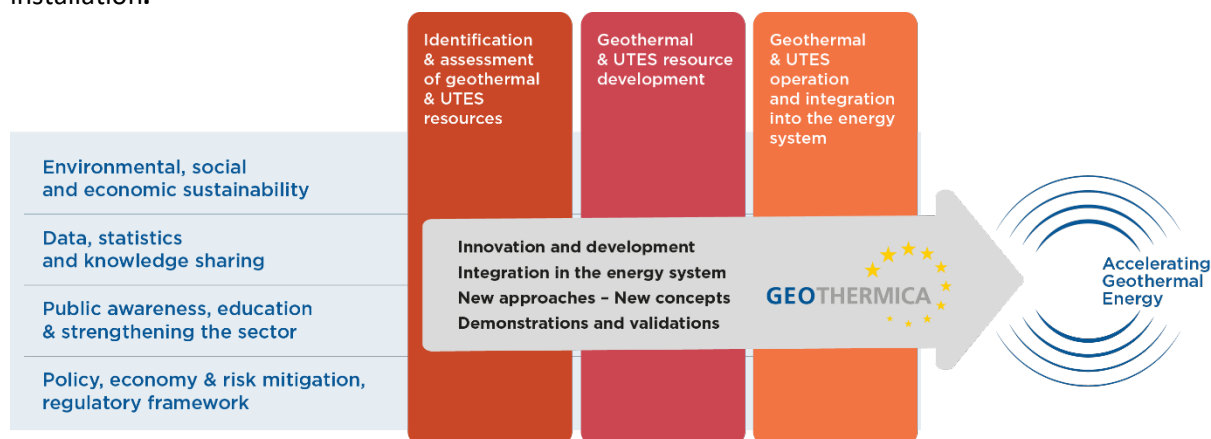 installation.
Identification
& assessment
of geothermal
& UTES
resources
Geothermal
& UTES resource
development
Geothermal
& UTES
operation
and integration
into the energy
system
Environmental, social
and economic sustainability
Data, statistics
and knowledge sharing
Public awareness, education
& strengthening the sector
Policy, economy & risk mitigation,
regulatory framework
Innovation and development
Integration in the energy system
New approaches – New concepts
Demonstrations and validations
GEOTHERMICA
Accelerating
Geothermal
Energy